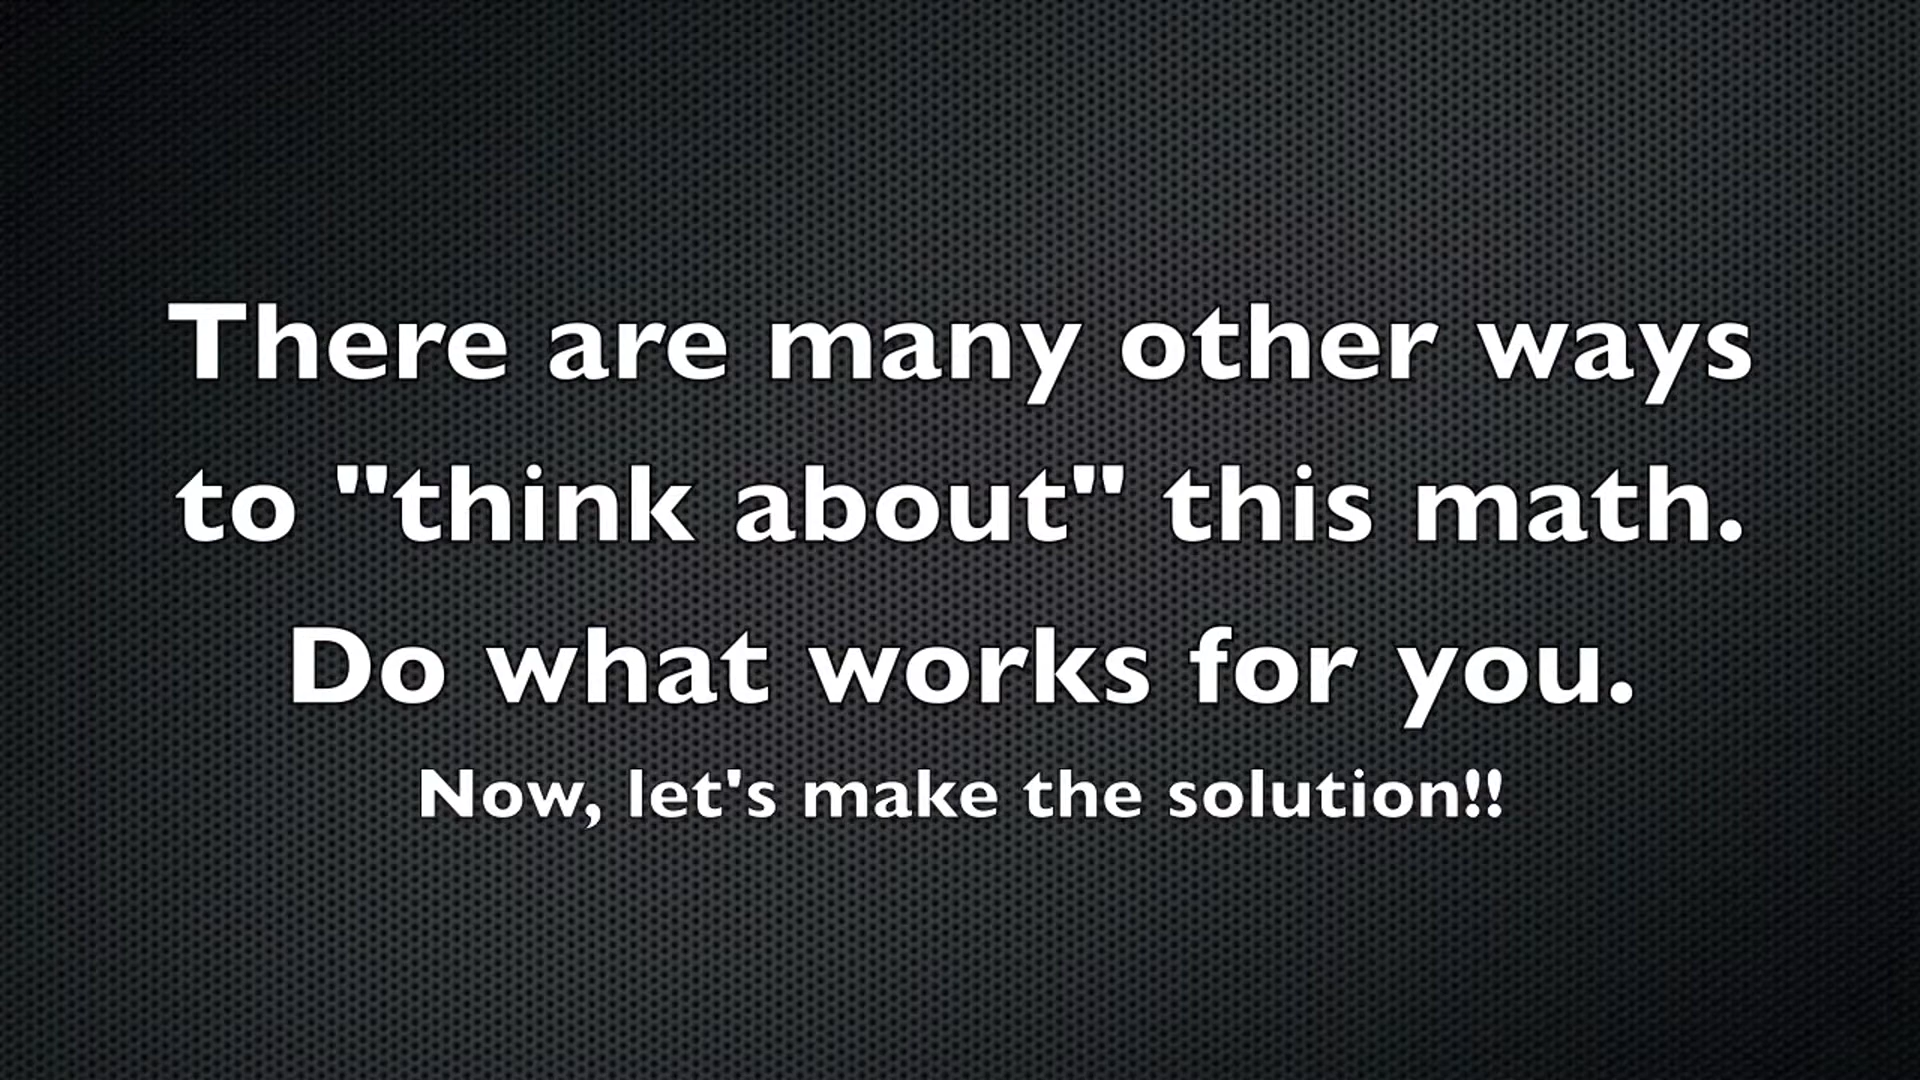 There are many other ways
to "think about" this math.
Do what works for you.
Now, let's make the solution!!